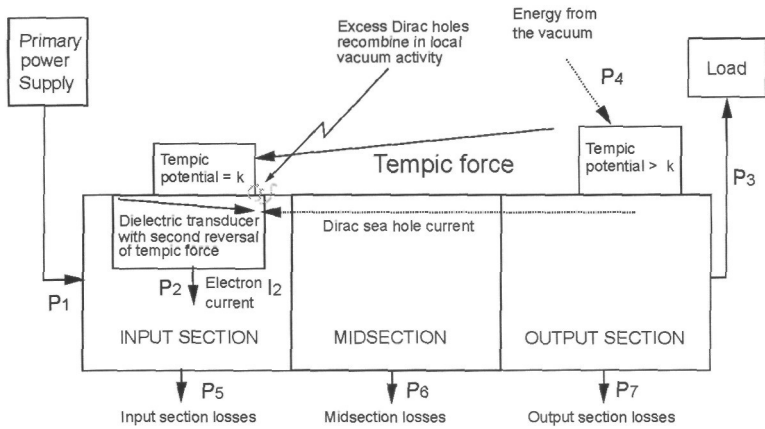 Primary
power
Supply
Excess Dirac holes
recombine in local
vacuum activity
Energy from
the vacuum
P4
Load
Tempic
potential = k
Tempic force
Tempic
potential > k
P3
Dielectric transducer
with second reversal
of tempic force
Dirac sea hole current
P1
P2
Electron I2
current
INPUT SECTION
MIDSECTION
OUTPUT SECTION
P5
P6
P7
Input section losses
Midsection losses
Output section losses